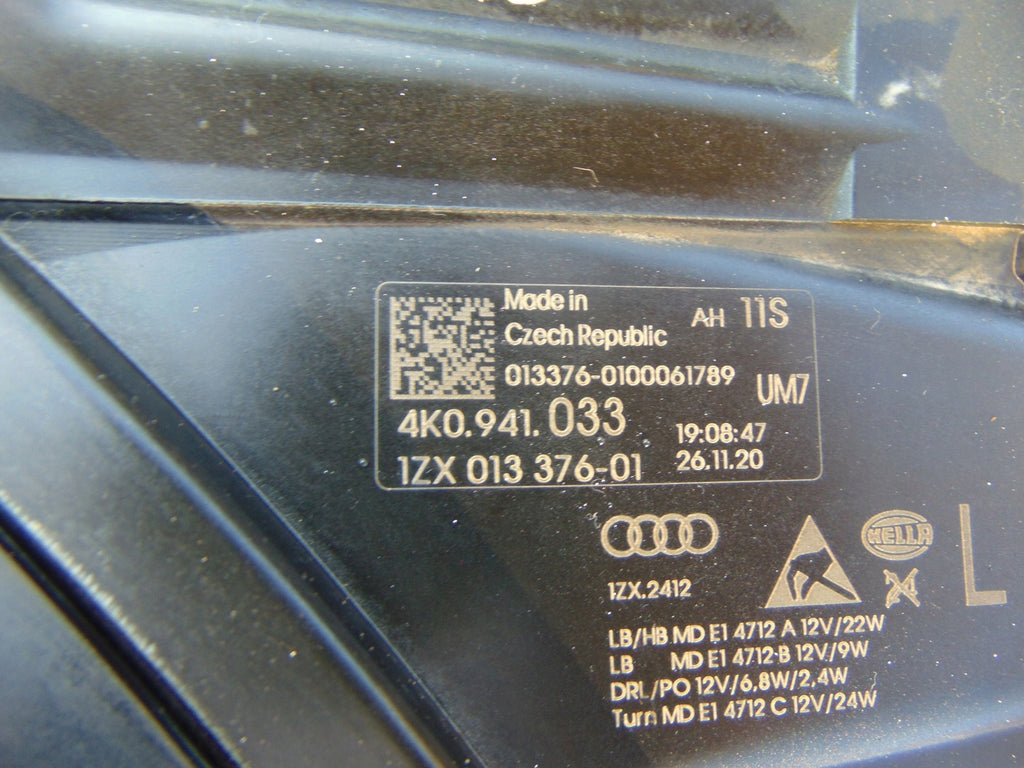 Made in
Czech Republic
AH 11S
013376-0100061789
UM7
4K0.941.033
19:08:47
1ZX 013 376-01
26.11.20
HELLA
L
1ZX.2412
LB/HB MD E1 4712 A 12V/22W
LB MD E1 4712-B 12V/9W
DRL/PO 12V/6,8W/2,4W
Turn MD E1 4712 C 12V/24W